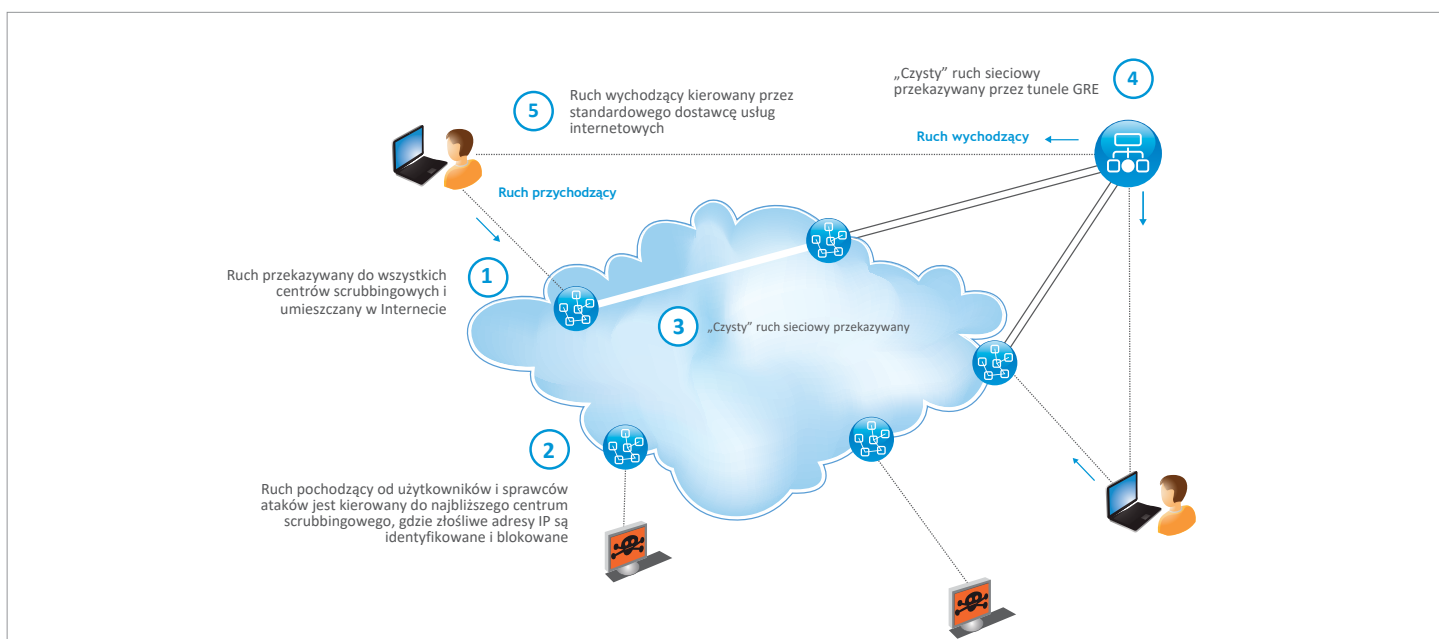 „Czysty” ruch sieciowy
przekazywany przez tunele GRE
4
5
Ruch wychodzący kierowany przez
standardowego dostawcę usług
internetowych
Ruch wychodzący
Ruch przychodzący
1
Ruch przekazywany do wszystkich
centrów scrubbingowych i
umieszczany w Internecie
3
„Czysty” ruch sieciowy przekazywany
2
Ruch pochodzący od użytkowników i sprawców
ataków jest kierowany do najbliższego centrum
scrubbingowego, gdzie złośliwe adresy IP są
identyfikowane i blokowane